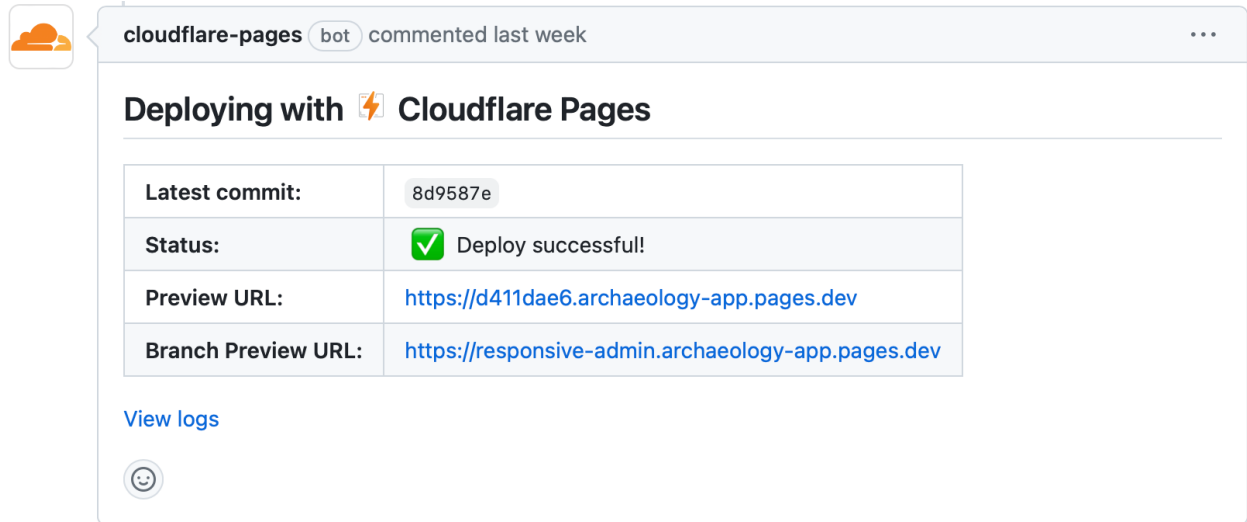 cloudflare-pages bot commented last week
Deploying with ⚡ Cloudflare Pages
Latest commit: 8d9587e
Status: ✅ Deploy successful!
Preview URL: https://d411dae6.archaeology-app.pages.dev
Branch Preview URL: https://responsive-admin.archaeology-app.pages.dev
View logs